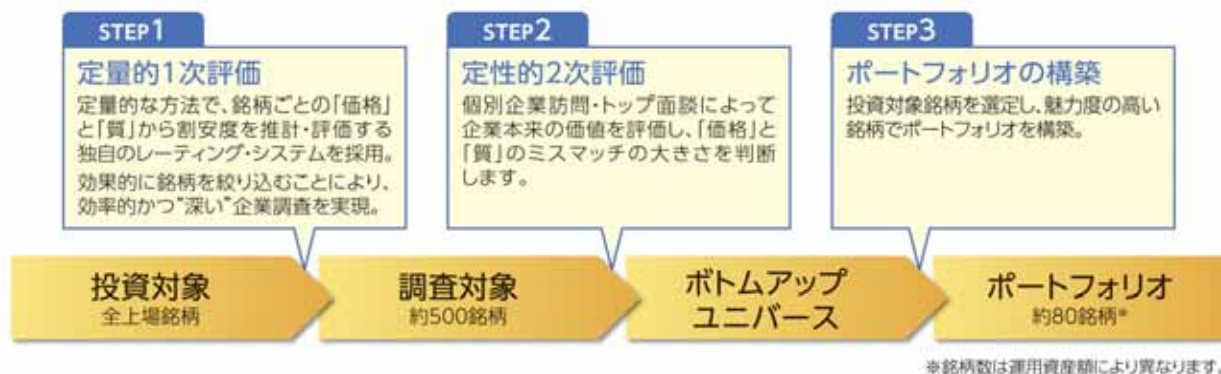 STEP1
定量的1次評価
定量的な方法で、銘柄ごとの「価格」
と「質」から割安度を推計・評価する
独自のレーティング・システムを採用。
効果的に銘柄を絞り込むことにより、
効率的かつ"深い"企業調査を実現。
STEP2
定性的2次評価
個別企業訪問・トップ面談によって
企業本来の価値を評価し、「価格」と
「質」のミスマッチの大きさを判断
します。
STEP3
ポートフォリオの構築
投資対象銘柄を選定し、魅力度の高い
銘柄でポートフォリオを構築。
投資対象
全上場銘柄
調査対象
約500銘柄
ボトムアップ
ユニバース
ポートフォリオ
約80銘柄※
※銘柄数は運用資産額により異なります。